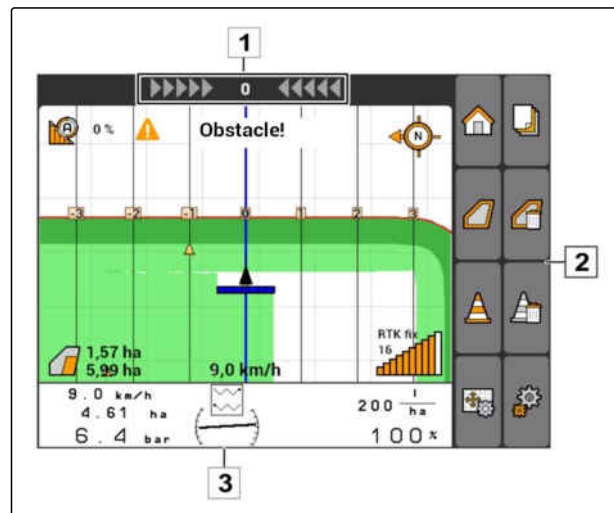 1
0
A 0 % Obstacle! N
-3 -2 -1 0 1 2 3
2
1,57 ha
5,99 ha
9,0 km/h
RTK fix
16
9.0 km/h
4.61 ha
6.4 bar
200 l/ha
100 %
3